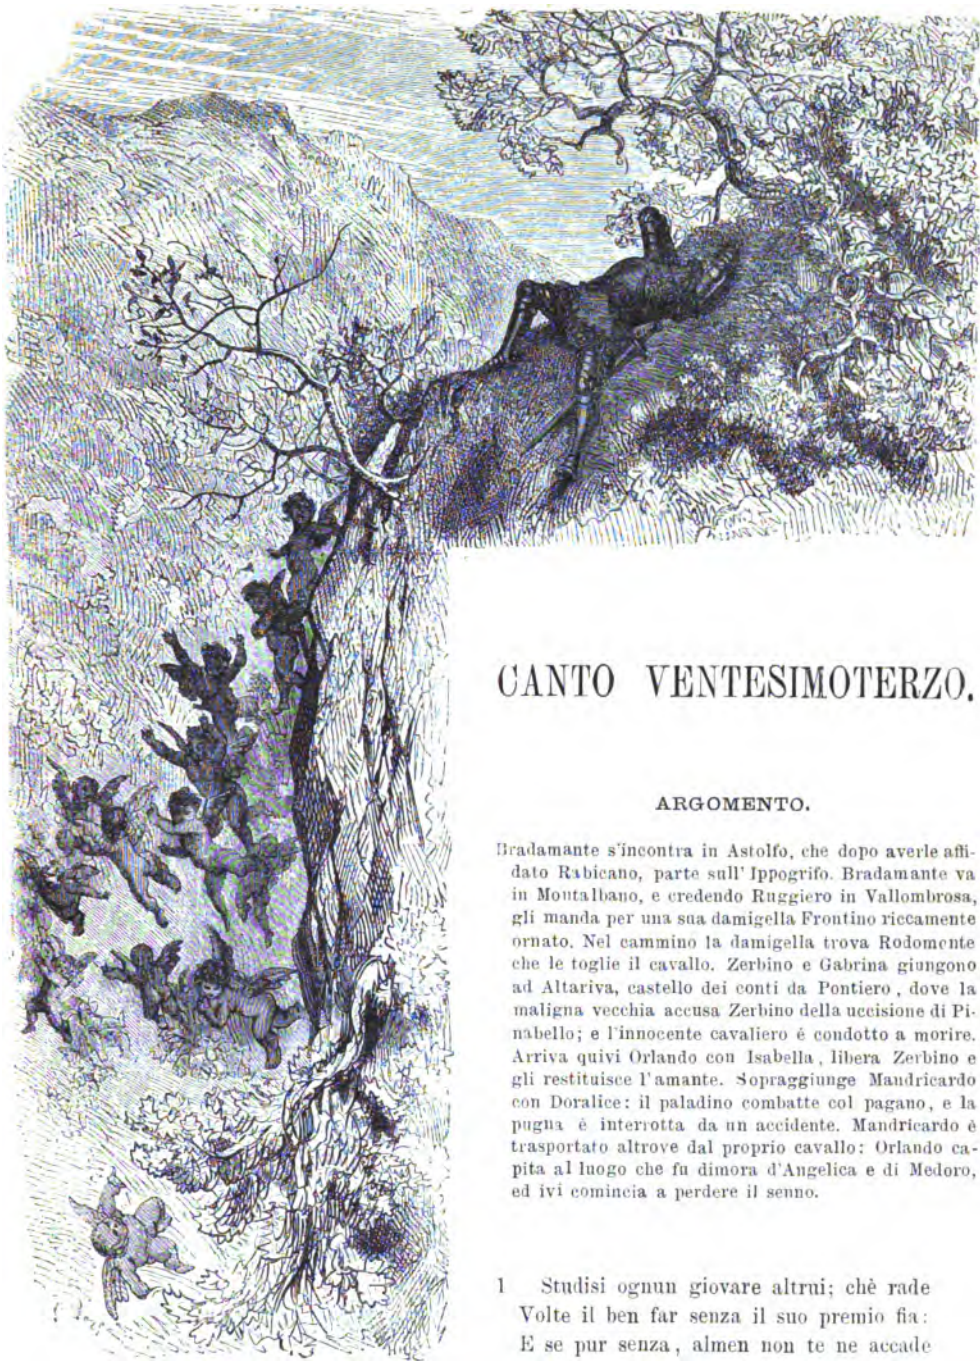 CANTO VENTESIMOTERZO.
ARGOMENTO.
Bradamante s'incontra in Astolfo, che dopo averle affi-
dato Rabicano, parte sull' Ippogrifo. Bradamante va
in Montalbano, e credendo Ruggiero in Vallombrosa,
gli manda per una sua damigella Frontino riccamente
ornato. Nel cammino la damigella trova Rodomonte
che le toglie il cavallo. Zerbino e Gabrina giungono
ad Altariva, castello dei conti da Pontiero, dove la
maligna vecchia accusa Zerbino della uccisione di Pi-
nabello; e l'innocente cavaliero è condotto a morire.
Arriva quivi Orlando con Isabella, libera Zerbino e
gli restituisce l'amante. Sopraggiunge Mandricardo
con Doralice: il paladino combatte col pagano, e la
pugna è interrotta da un accidente. Mandricardo è
trasportato altrove dal proprio cavallo: Orlando ca-
pita al luogo che fu dimora d'Angelica e di Medoro,
ed ivi comincia a perdere il senno.
1 Studisi ognun giovare altrui; chè rade
Volte il ben far senza il suo premio fia:
E se pur senza, almen non te ne accade